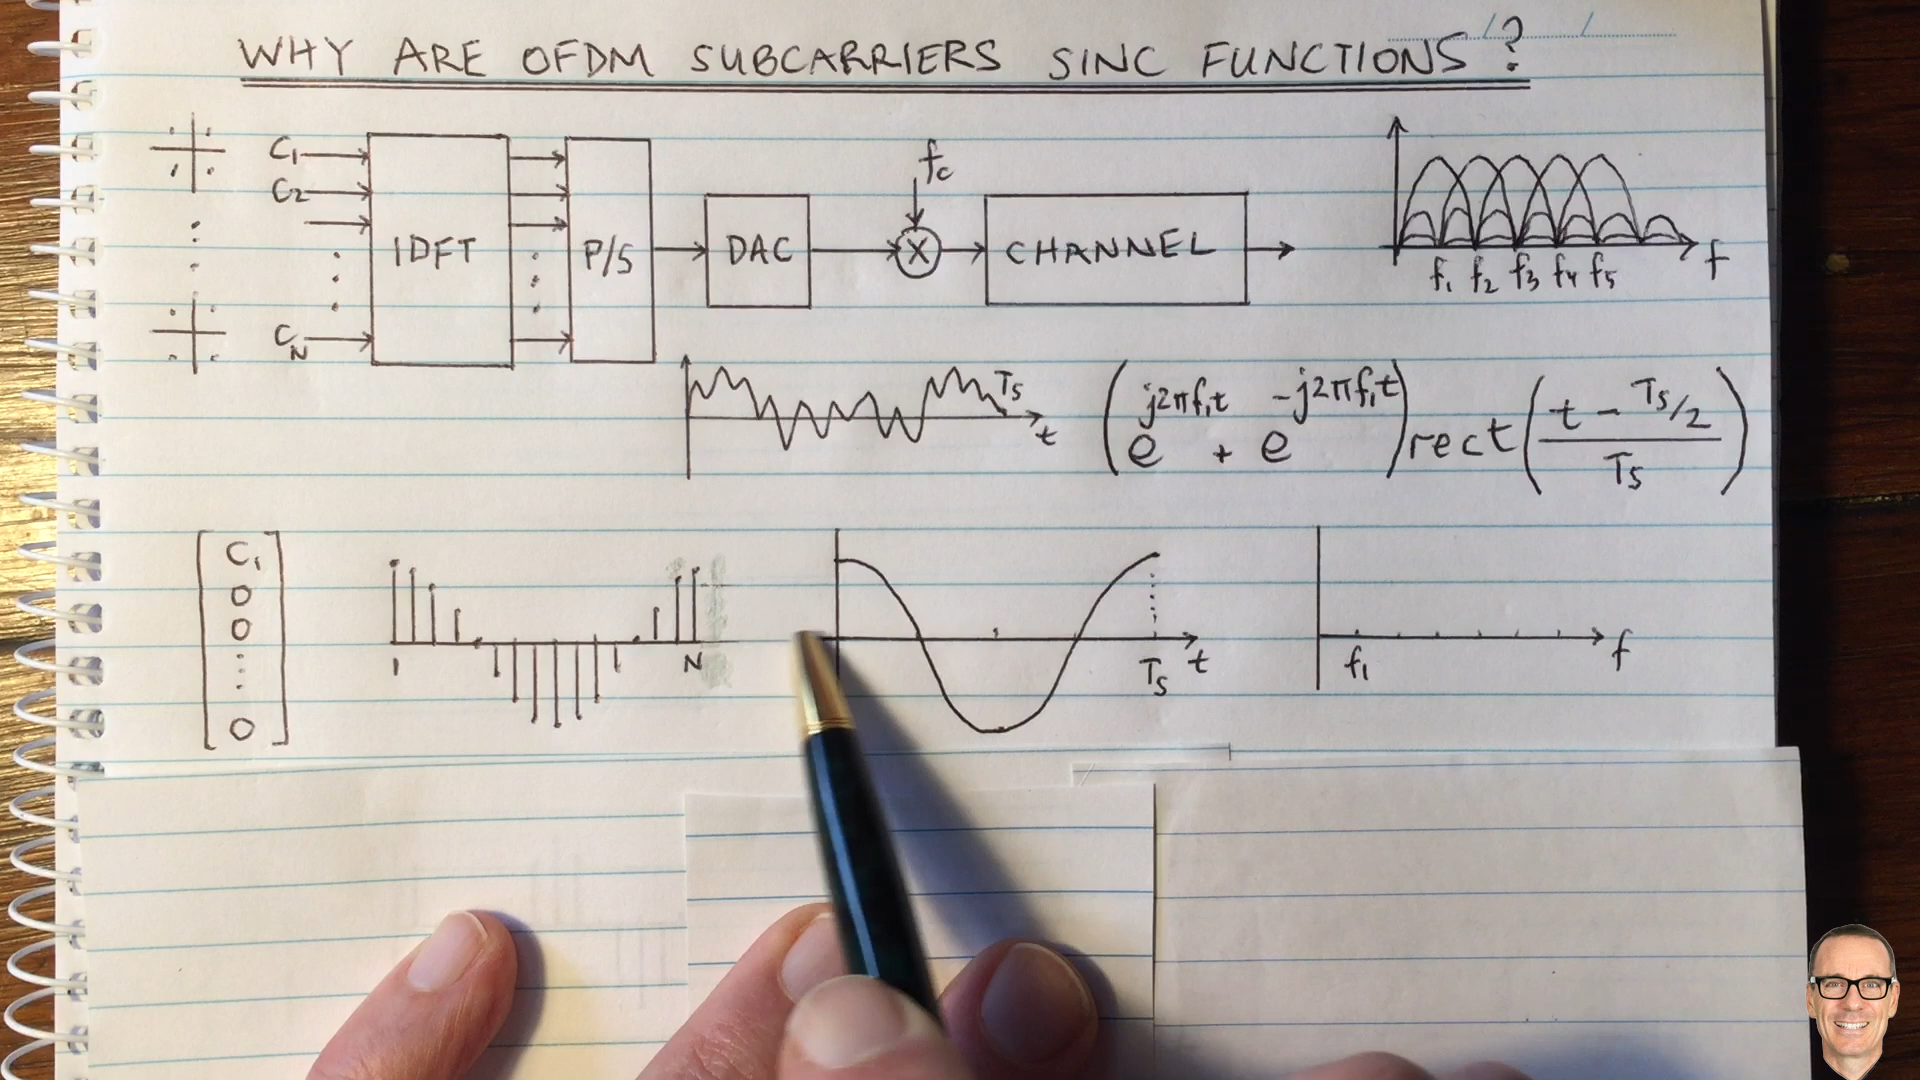 WHY ARE OFDM SUBCARRIERS SINC FUNCTIONS?
C1
C2
CN
IDFT
P/S
DAC
fc
X
CHANNEL
f1 f2 f3 f4 f5 f
Ts
t
(e^{j2πf1t} + e^{-j2πf1t}) rect((t - Ts/2)/Ts)
C1
0
0
0
1 N
Ts t
f1 f